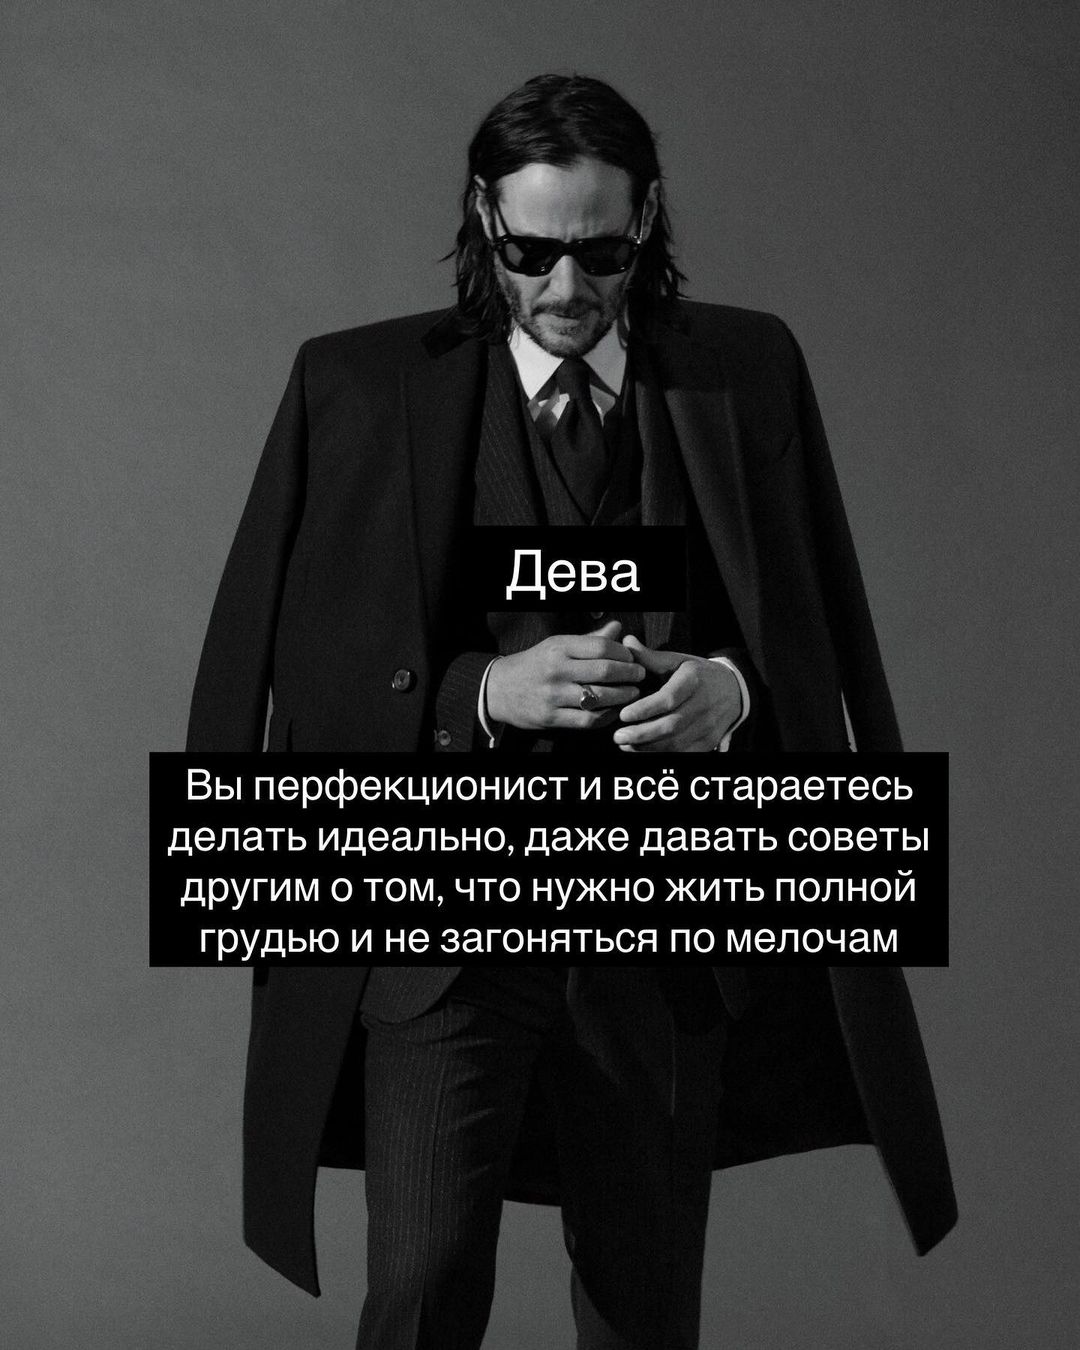 Дева
Вы перфекционист и всё стараетесь
делать идеально, даже давать советы
другим о том, что нужно жить полной
грудью и не загоняться по мелочам